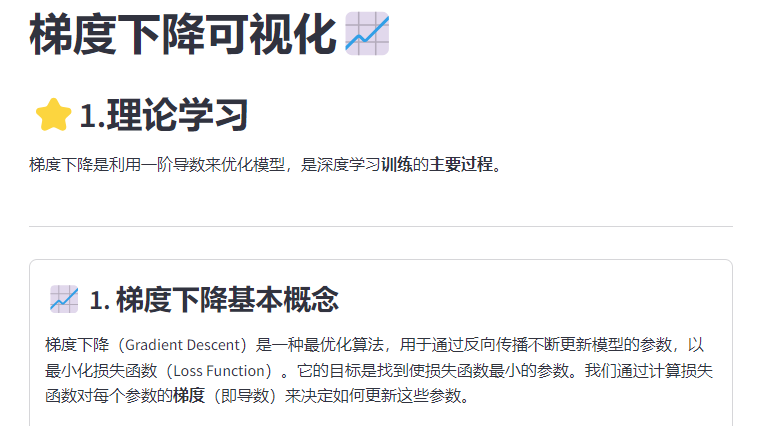 梯度下降可视化
1.理论学习
梯度下降是利用一阶导数来优化模型，是深度学习训练的主要过程。
1. 梯度下降基本概念
梯度下降（Gradient Descent）是一种最优化算法，用于通过反向传播不断更新模型的参数，以
最小化损失函数（Loss Function）。它的目标是找到使损失函数最小的参数。我们通过计算损失
函数对每个参数的梯度（即导数）来决定如何更新这些参数。